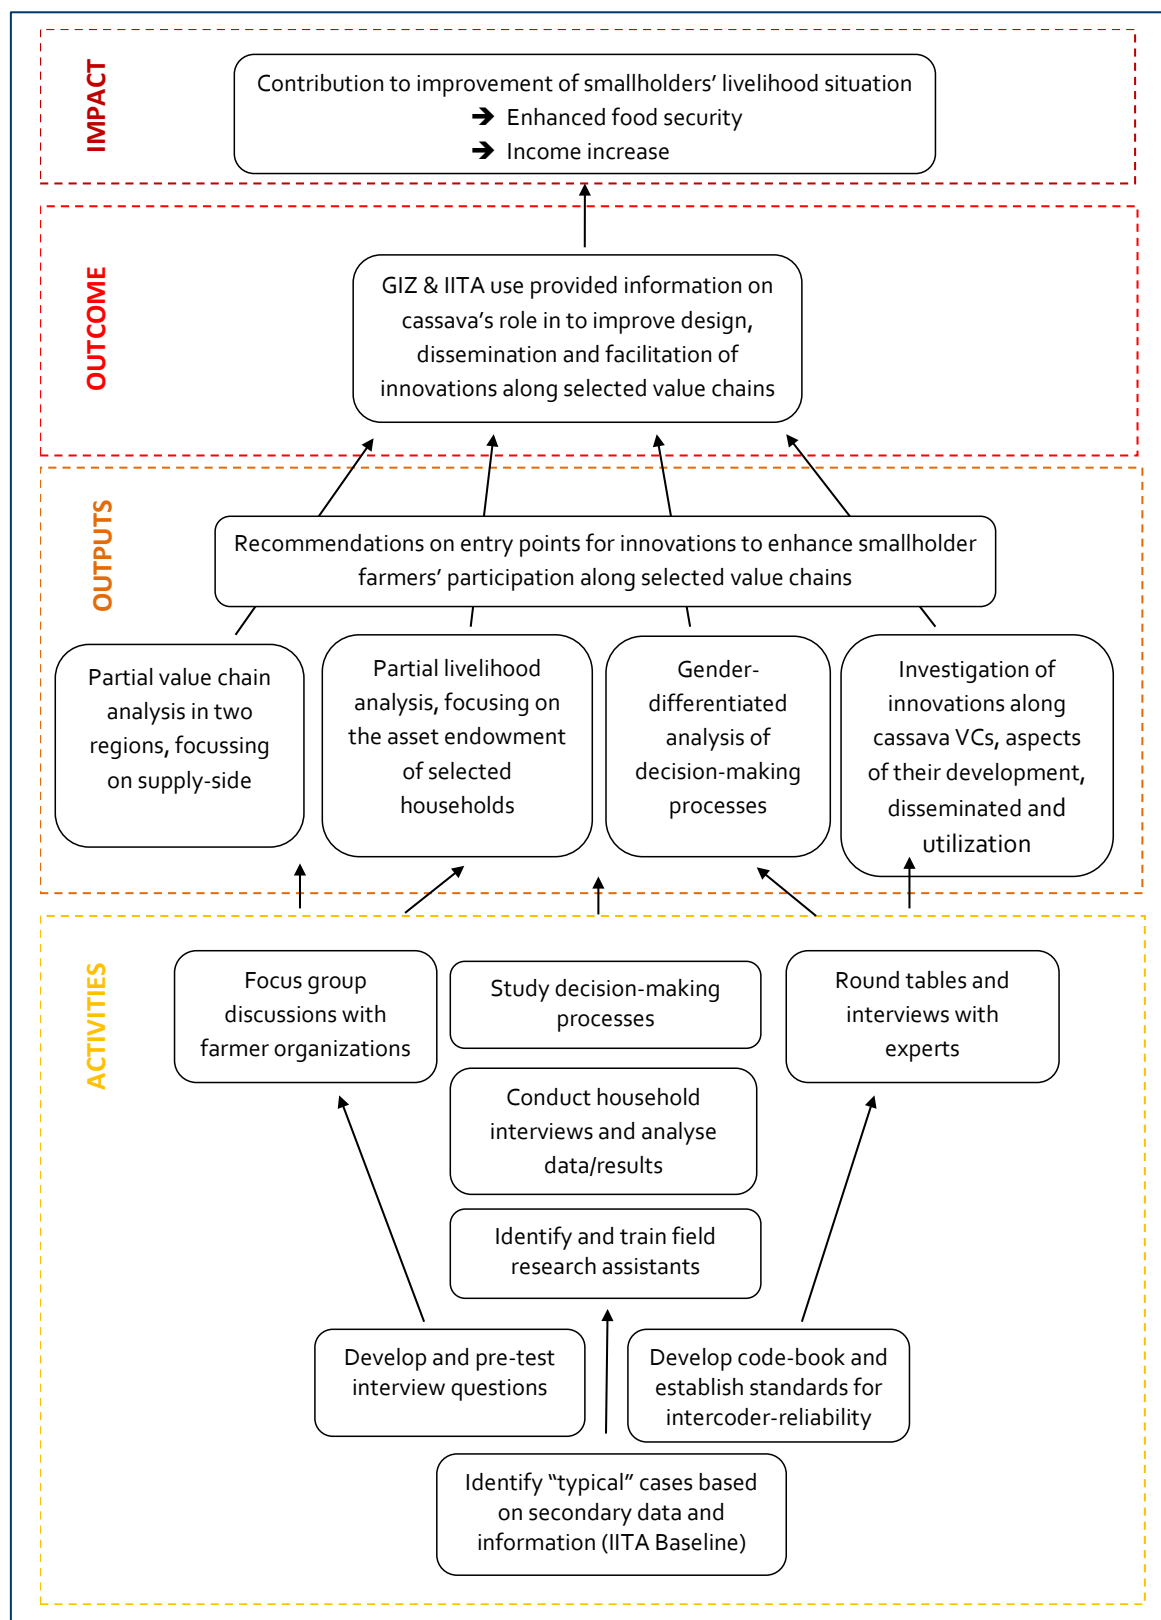 IMPACT
Contribution to improvement of smallholders’ livelihood situation
➔ Enhanced food security
➔ Income increase
OUTCOME
GIZ & IITA use provided information on
cassava’s role in to improve design,
dissemination and facilitation of
innovations along selected value chains
OUTPUTS
Recommendations on entry points for innovations to enhance smallholder
farmers’ participation along selected value chains
Partial value chain
analysis in two
regions, focussing
on supply-side
Partial livelihood
analysis, focusing on
the asset endowment
of selected
households
Gender-
differentiated
analysis of
decision-making
processes
Investigation of
innovations along
cassava VCs, aspects
of their development,
disseminated and
utilization
ACTIVITIES
Focus group
discussions with
farmer organizations
Study decision-making
processes
Round tables and
interviews with
experts
Conduct household
interviews and analyse
data/results
Identify and train field
research assistants
Develop and pre-test
interview questions
Develop code-book and
establish standards for
intercoder-reliability
Identify “typical” cases based
on secondary data and
information (IITA Baseline)